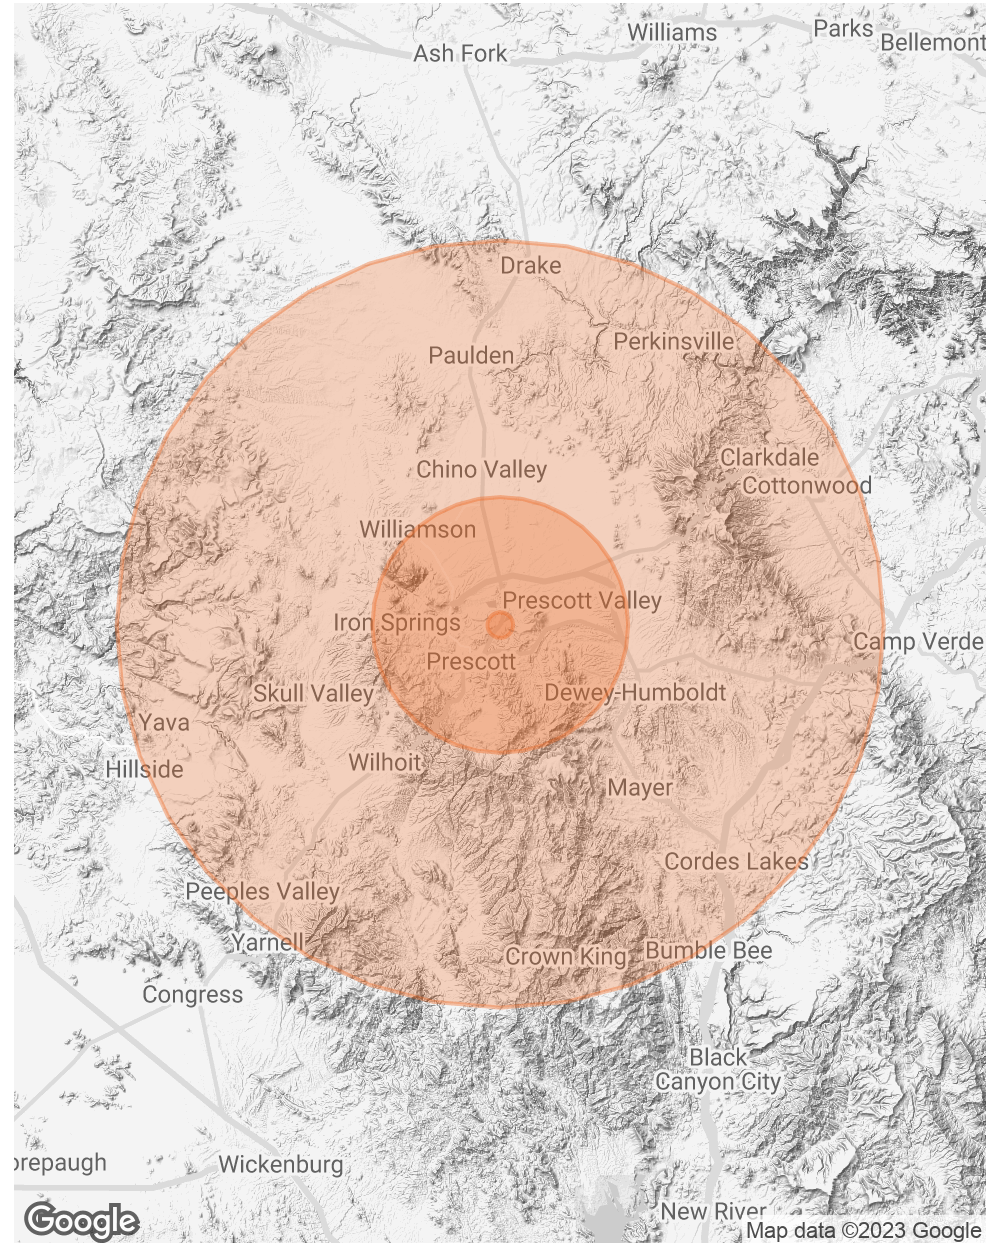 Williams
Parks
Bellemont
Ash Fork
Drake
Perkinsville
Paulden
Clarkdale
Chino Valley
Cottonwood
Williamson
Prescott Valley
Iron Springs
Camp Verde
Prescott
Skull Valley
Dewey-Humboldt
Yava
Hillside
Wilhoit
Mayer
Cordes Lakes
Peeples Valley
Yarnell
Bumble Bee
Crown King
Congress
Black
Canyon City
orepaugh
Wickenburg
New River
Google
Map data ©2023 Google